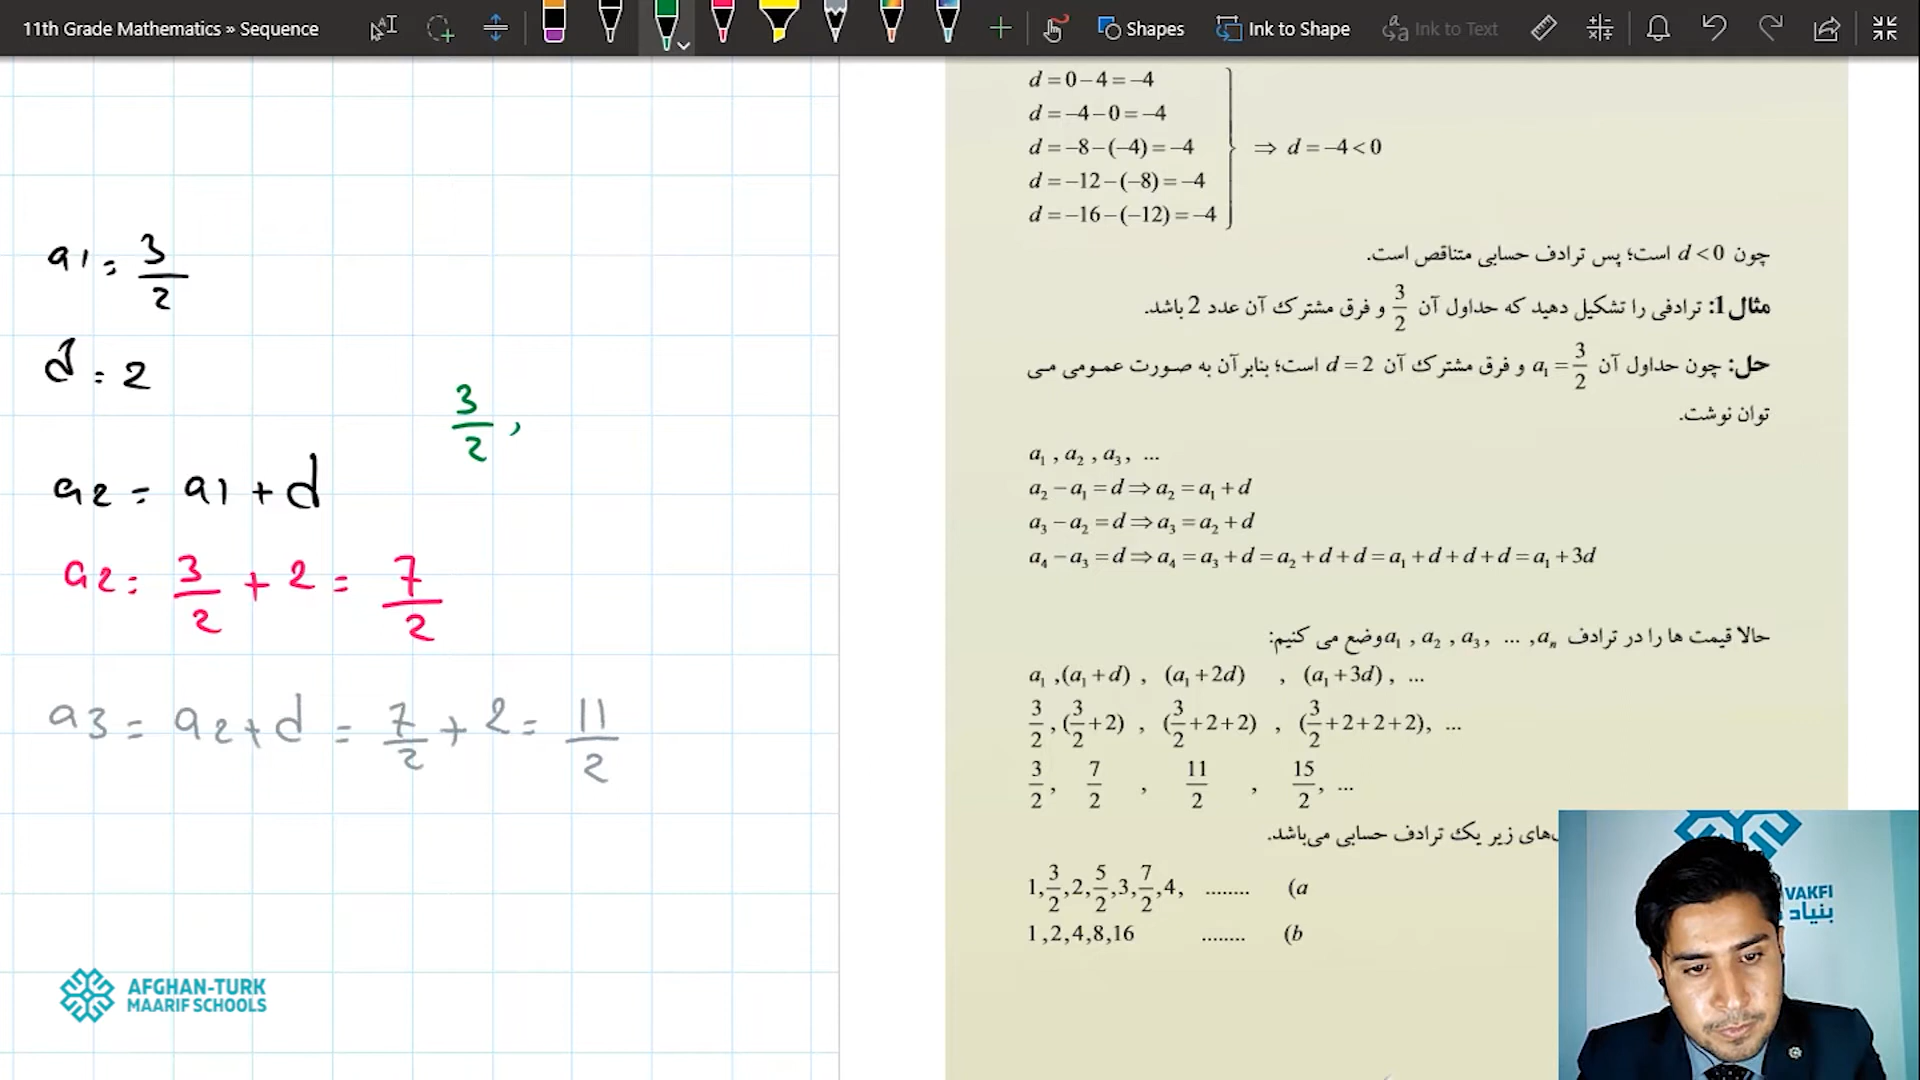 11th Grade Mathematics » Sequence
Shapes
Ink to Shape
Ink to Text
a1 = 3/2
d = 2
3/2 ,
a2 = a1 + d
a2 = 3/2 + 2 = 7/2
a3 = a2 + d = 7/2 + 2 = 11/2
AFGHAN-TURK
MAARIF SCHOOLS
d = 0 – 4 = –4
d = –4 – 0 = –4
d = –8 – (–4) = –4 ⇒ d = –4 < 0
d = –12 – (–8) = –4
d = –16 – (–12) = –4
چون d < 0 است؛ پس ترادف حسابی متناقص است.
مثال1: ترادفی را تشکیل دهید که حداول آن 3/2 و فرق مشترک آن عدد 2 باشد.
حل: چون حداول آن a₁ = 3/2 و فرق مشترک آن d = 2 است؛ بنابرآن به صورت عمومی می
توان نوشت.
a₁ , a₂ , a₃, ...
a₂ – a₁ = d ⇒ a₂ = a₁ + d
a₃ – a₂ = d ⇒ a₃ = a₂ + d
a₄ – a₃ = d ⇒ a₄ = a₃ + d = a₂ + d + d = a₁ + d + d + d = a₁ + 3d
حالا قیمت ها را در ترادف a₁ , a₂ , a₃, ... ,aₙ وضع می کنیم:
a₁ ,(a₁ + d) , (a₁ + 2d) , (a₁ + 3d), ...
3/2 ,(3/2 + 2) , (3/2 + 2 + 2) , (3/2 + 2 + 2 + 2), ...
3/2 , 7/2 , 11/2 , 15/2, ...
های زیر یک ترادف حسابی می‌باشد.
1, 3/2, 2, 5/2, 3, 7/2, 4, ........ (a
1 ,2,4,8,16 ........ (b
VAKFI
بنیاد